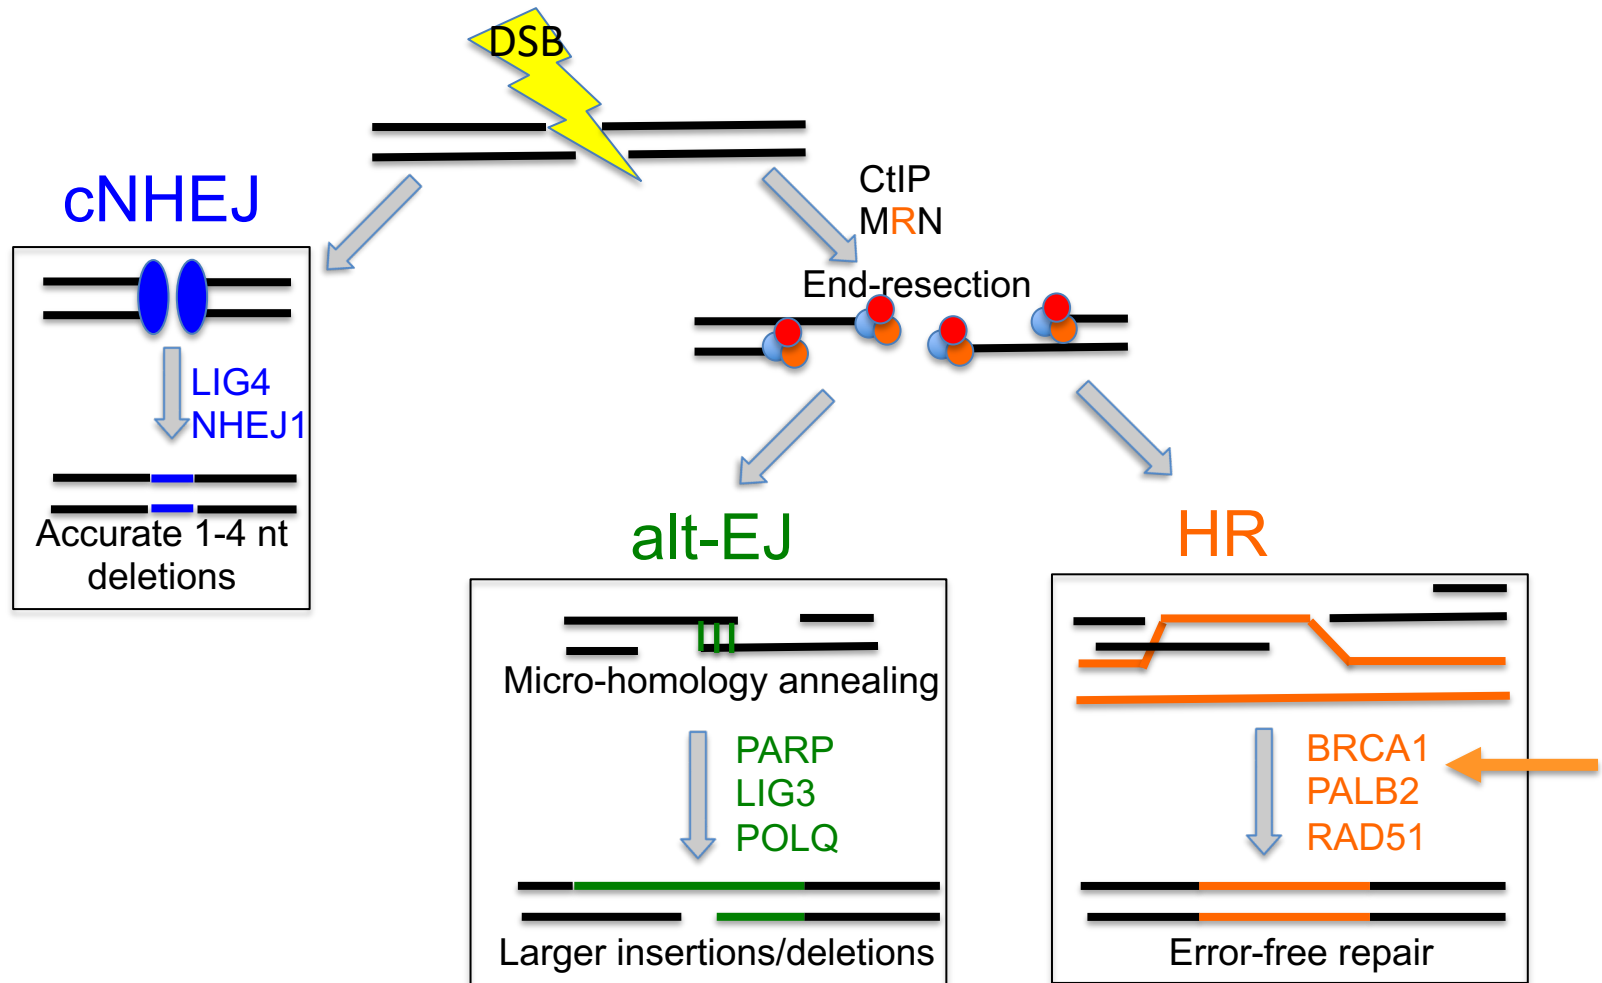 DSB
CtIP
MRN
End-resection
cNHEJ
LIG4
NHEJ1
Accurate 1-4 nt
deletions
alt-EJ
Micro-homology annealing
PARP
LIG3
POLQ
Larger insertions/deletions
HR
BRCA1
PALB2
RAD51
Error-free repair